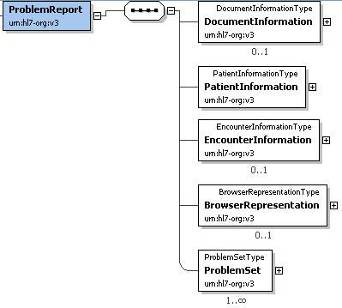 ProblemReport
urn:hl7-org:v3
DocumentInformationType
DocumentInformation
urn:hl7-org:v3
0..1
PatientInformationType
PatientInformation
urn:hl7-org:v3
EncounterInformationType
EncounterInformation
urn:hl7-org:v3
0..1
BrowserRepresentationType
BrowserRepresentation
urn:hl7-org:v3
0..1
ProblemSetType
ProblemSet
urn:hl7-org:v3
1..∞